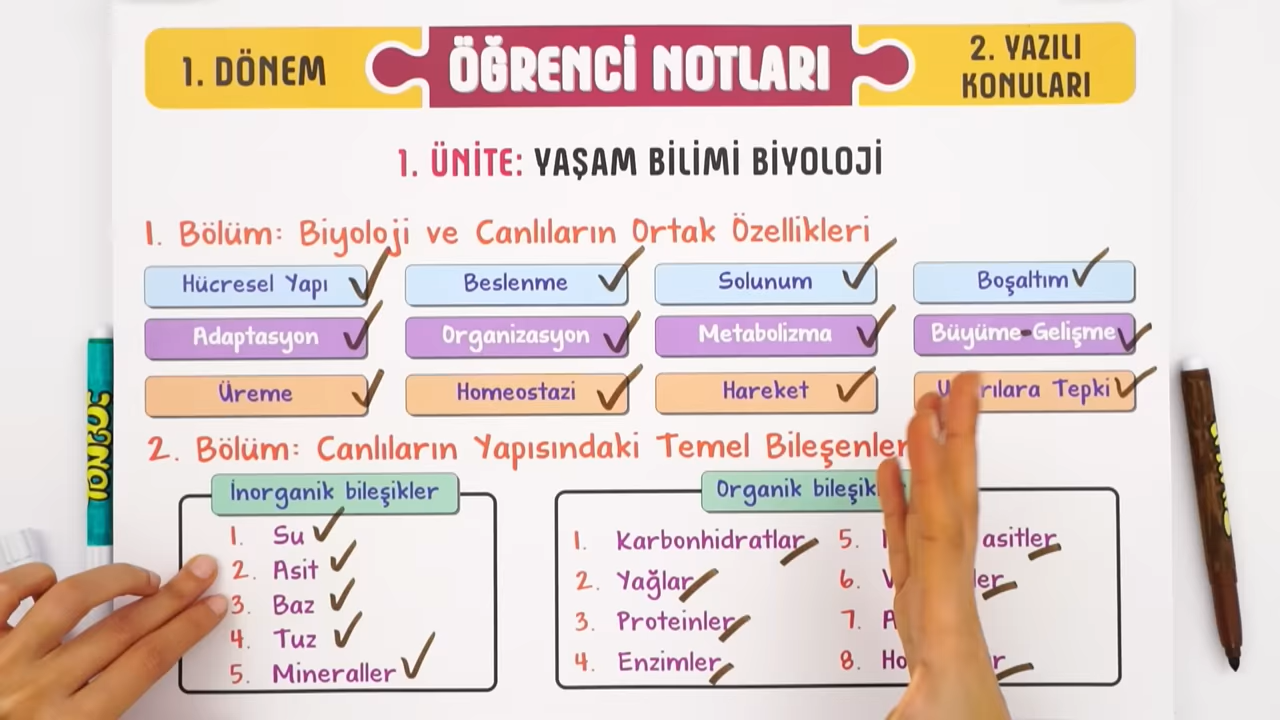 1. DÖNEM
ÖĞRENCİ NOTLARI
2. YAZILI
KONULARI
1. ÜNİTE: YAŞAM BİLİMİ BİYOLOJİ
1. Bölüm: Biyoloji ve Canlıların Ortak Özellikleri
Hücresel Yapı Beslenme Solunum Boşaltım
Adaptasyon Organizasyon Metabolizma Büyüme-Gelişme
Üreme Homeostazi Hareket Tepki
2. Bölüm: Canlıların Yapısındaki Temel Bileşenler
İnorganik bileşikler
1. Su
2. Asit
3. Baz
4. Tuz
5. Mineraller
Organik
1. Karbonhidratlar
2. Yağlar
3. Proteinler
4. Enzimler
5. asitler
6.
7.
8.